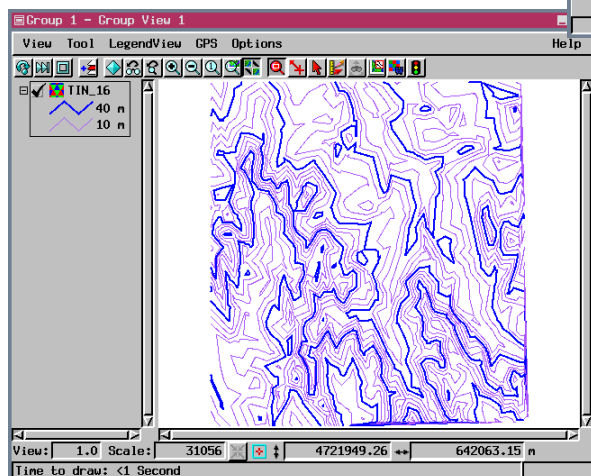 Group 1 - Group View 1
View Tool LegendView GPS Options Help
TIN_16
40 m
10 m
View: 1.0 Scale: 31056 4721949.26 642063.15 m
Time to draw: <1 Second